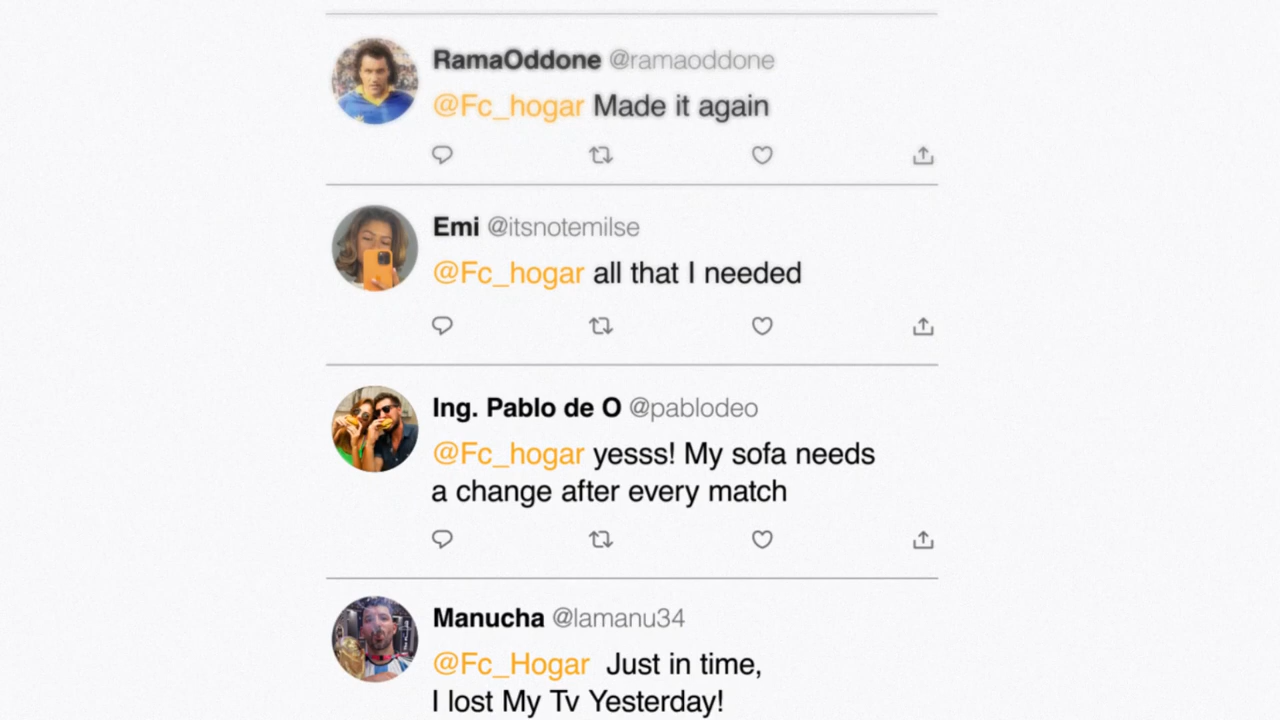 RamaOddone @ramaoddone
@Fc_hogar Made it again
Emi @itsnotemilse
@Fc_hogar all that I needed
Ing. Pablo de O @pablodeo
@Fc_hogar yesss! My sofa needs
a change after every match
Manucha @lamanu34
@Fc_Hogar Just in time,
I lost My Tv Yesterday!